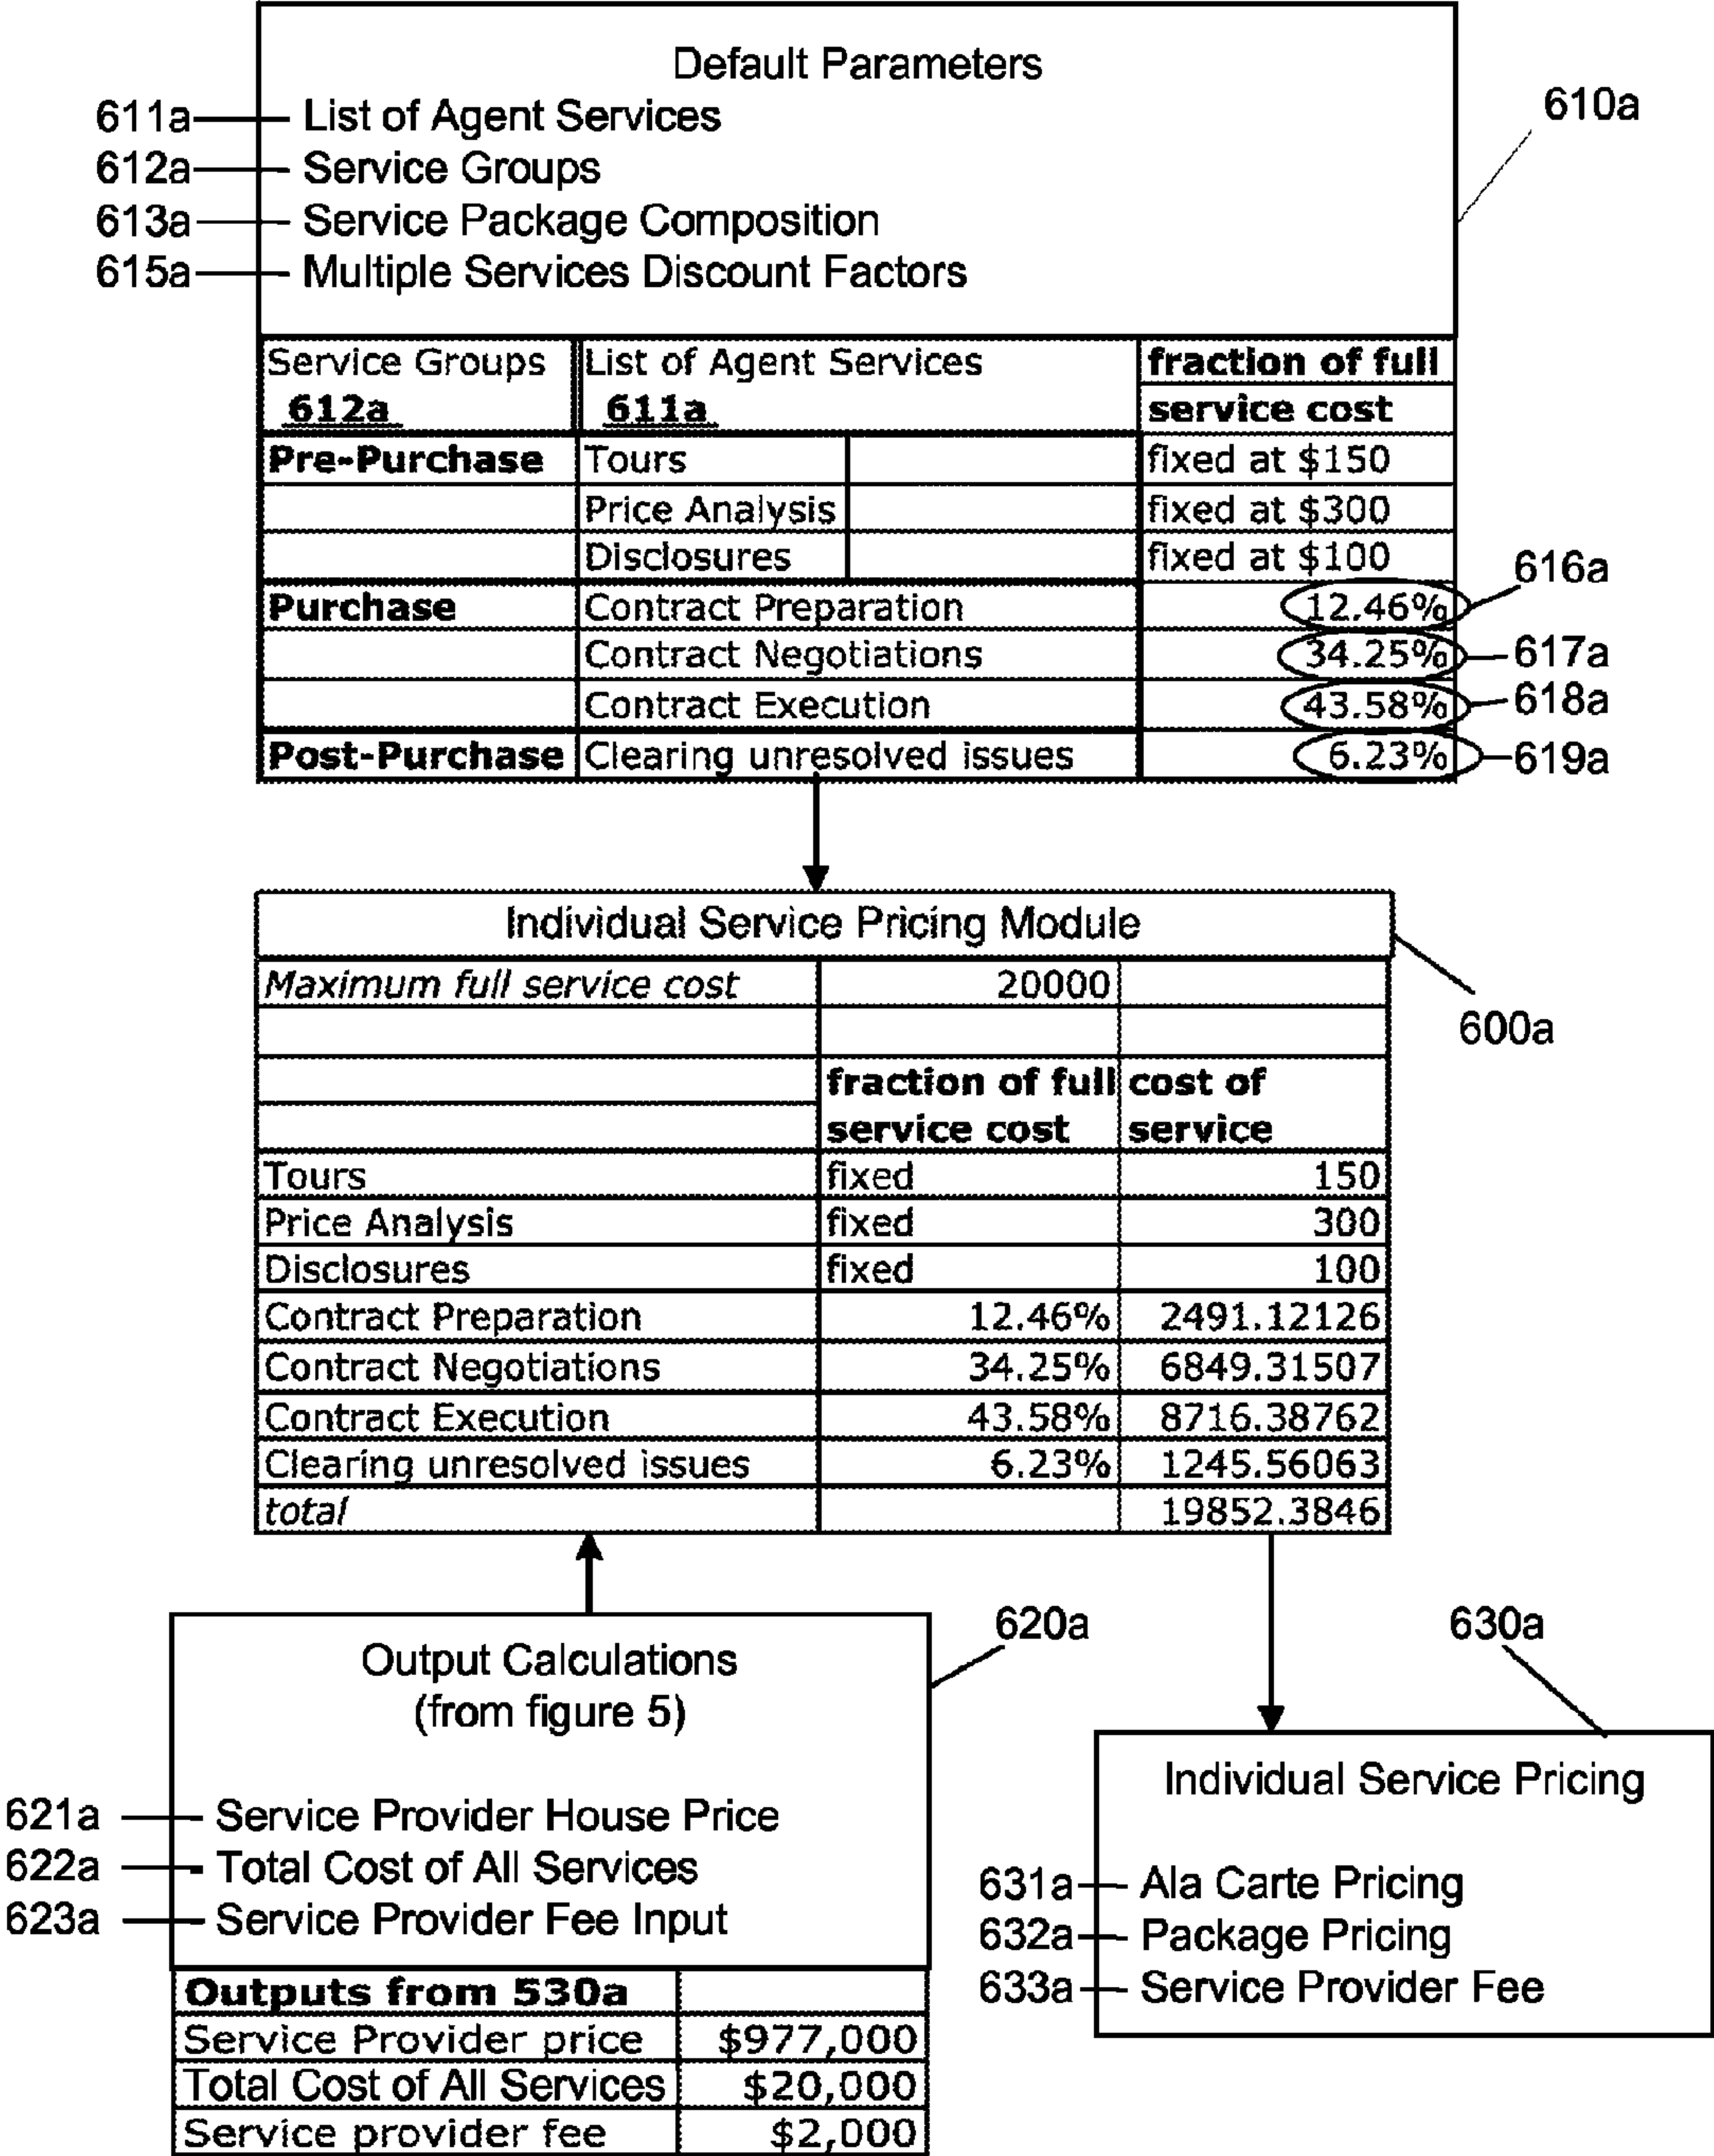 Default Parameters
611a List of Agent Services
610a
612a Service Groups
613a Service Package Composition
615a Multiple Services Discount Factors
Service Groups List of Agent Services fraction of full
612a 611a service cost
Pre-Purchase Tours fixed at $150
Price Analysis fixed at $300
Disclosures fixed at $100
616a
Purchase Contract Preparation 12.46%
Contract Negotiations 34.25% 617a
Contract Execution 43.58% 618a
Post-Purchase Clearing unresolved issues 6.23% 619a
Individual Service Pricing Module
Maximum full service cost 20000
600a
fraction of full cost of
service cost service
Tours fixed 150
Price Analysis fixed 300
Disclosures fixed 100
Contract Preparation 12.46% 2491.12126
Contract Negotiations 34.25% 6849.31507
Contract Execution 43.58% 8716.38762
Clearing unresolved issues 6.23% 1245.56063
total 19852.3846
620a
630a
Output Calculations
(from figure 5)
621a Service Provider House Price
622a Total Cost of All Services
623a Service Provider Fee Input
Outputs from 530a
Service Provider price $977,000
Total Cost of All Services $20,000
Service provider fee $2,000
Individual Service Pricing
631a Ala Carte Pricing
632a Package Pricing
633a Service Provider Fee